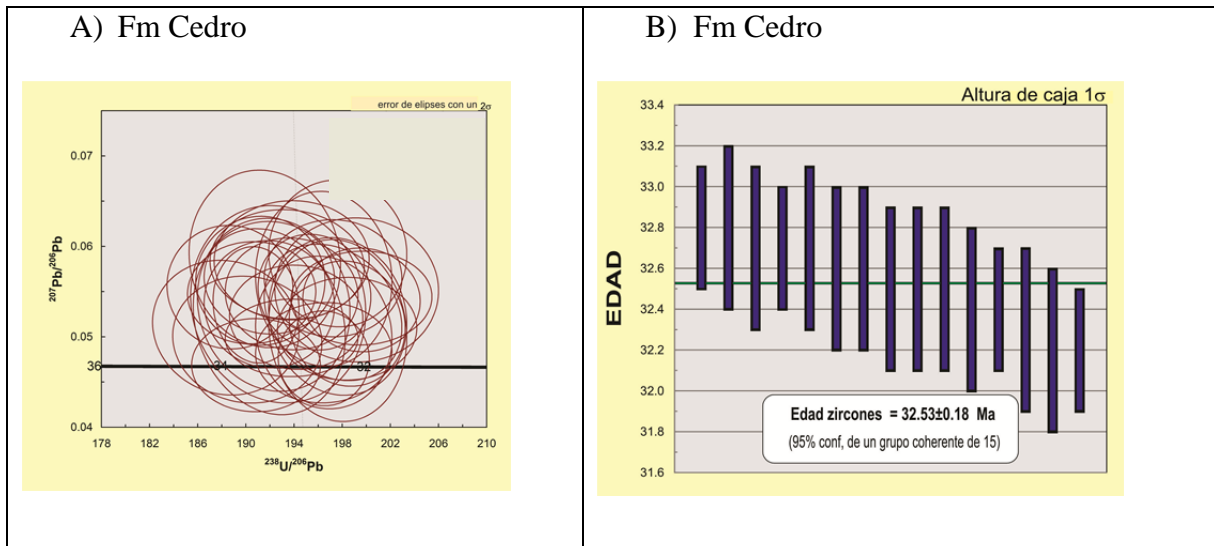 A) Fm Cedro
error de elipses con un 2σ
0.07
0.06
0.05
0.04
²⁰⁷Pb/²⁰⁶Pb
36
34
32
178 182 186 190 194 198 202 206 210
²³⁸U/²⁰⁶Pb
B) Fm Cedro
Altura de caja 1σ
33.4
33.2
33.0
32.8
32.6
32.4
32.2
32.0
31.8
31.6
EDAD
Edad zircones = 32.53±0.18 Ma
(95% conf, de un grupo coherente de 15)